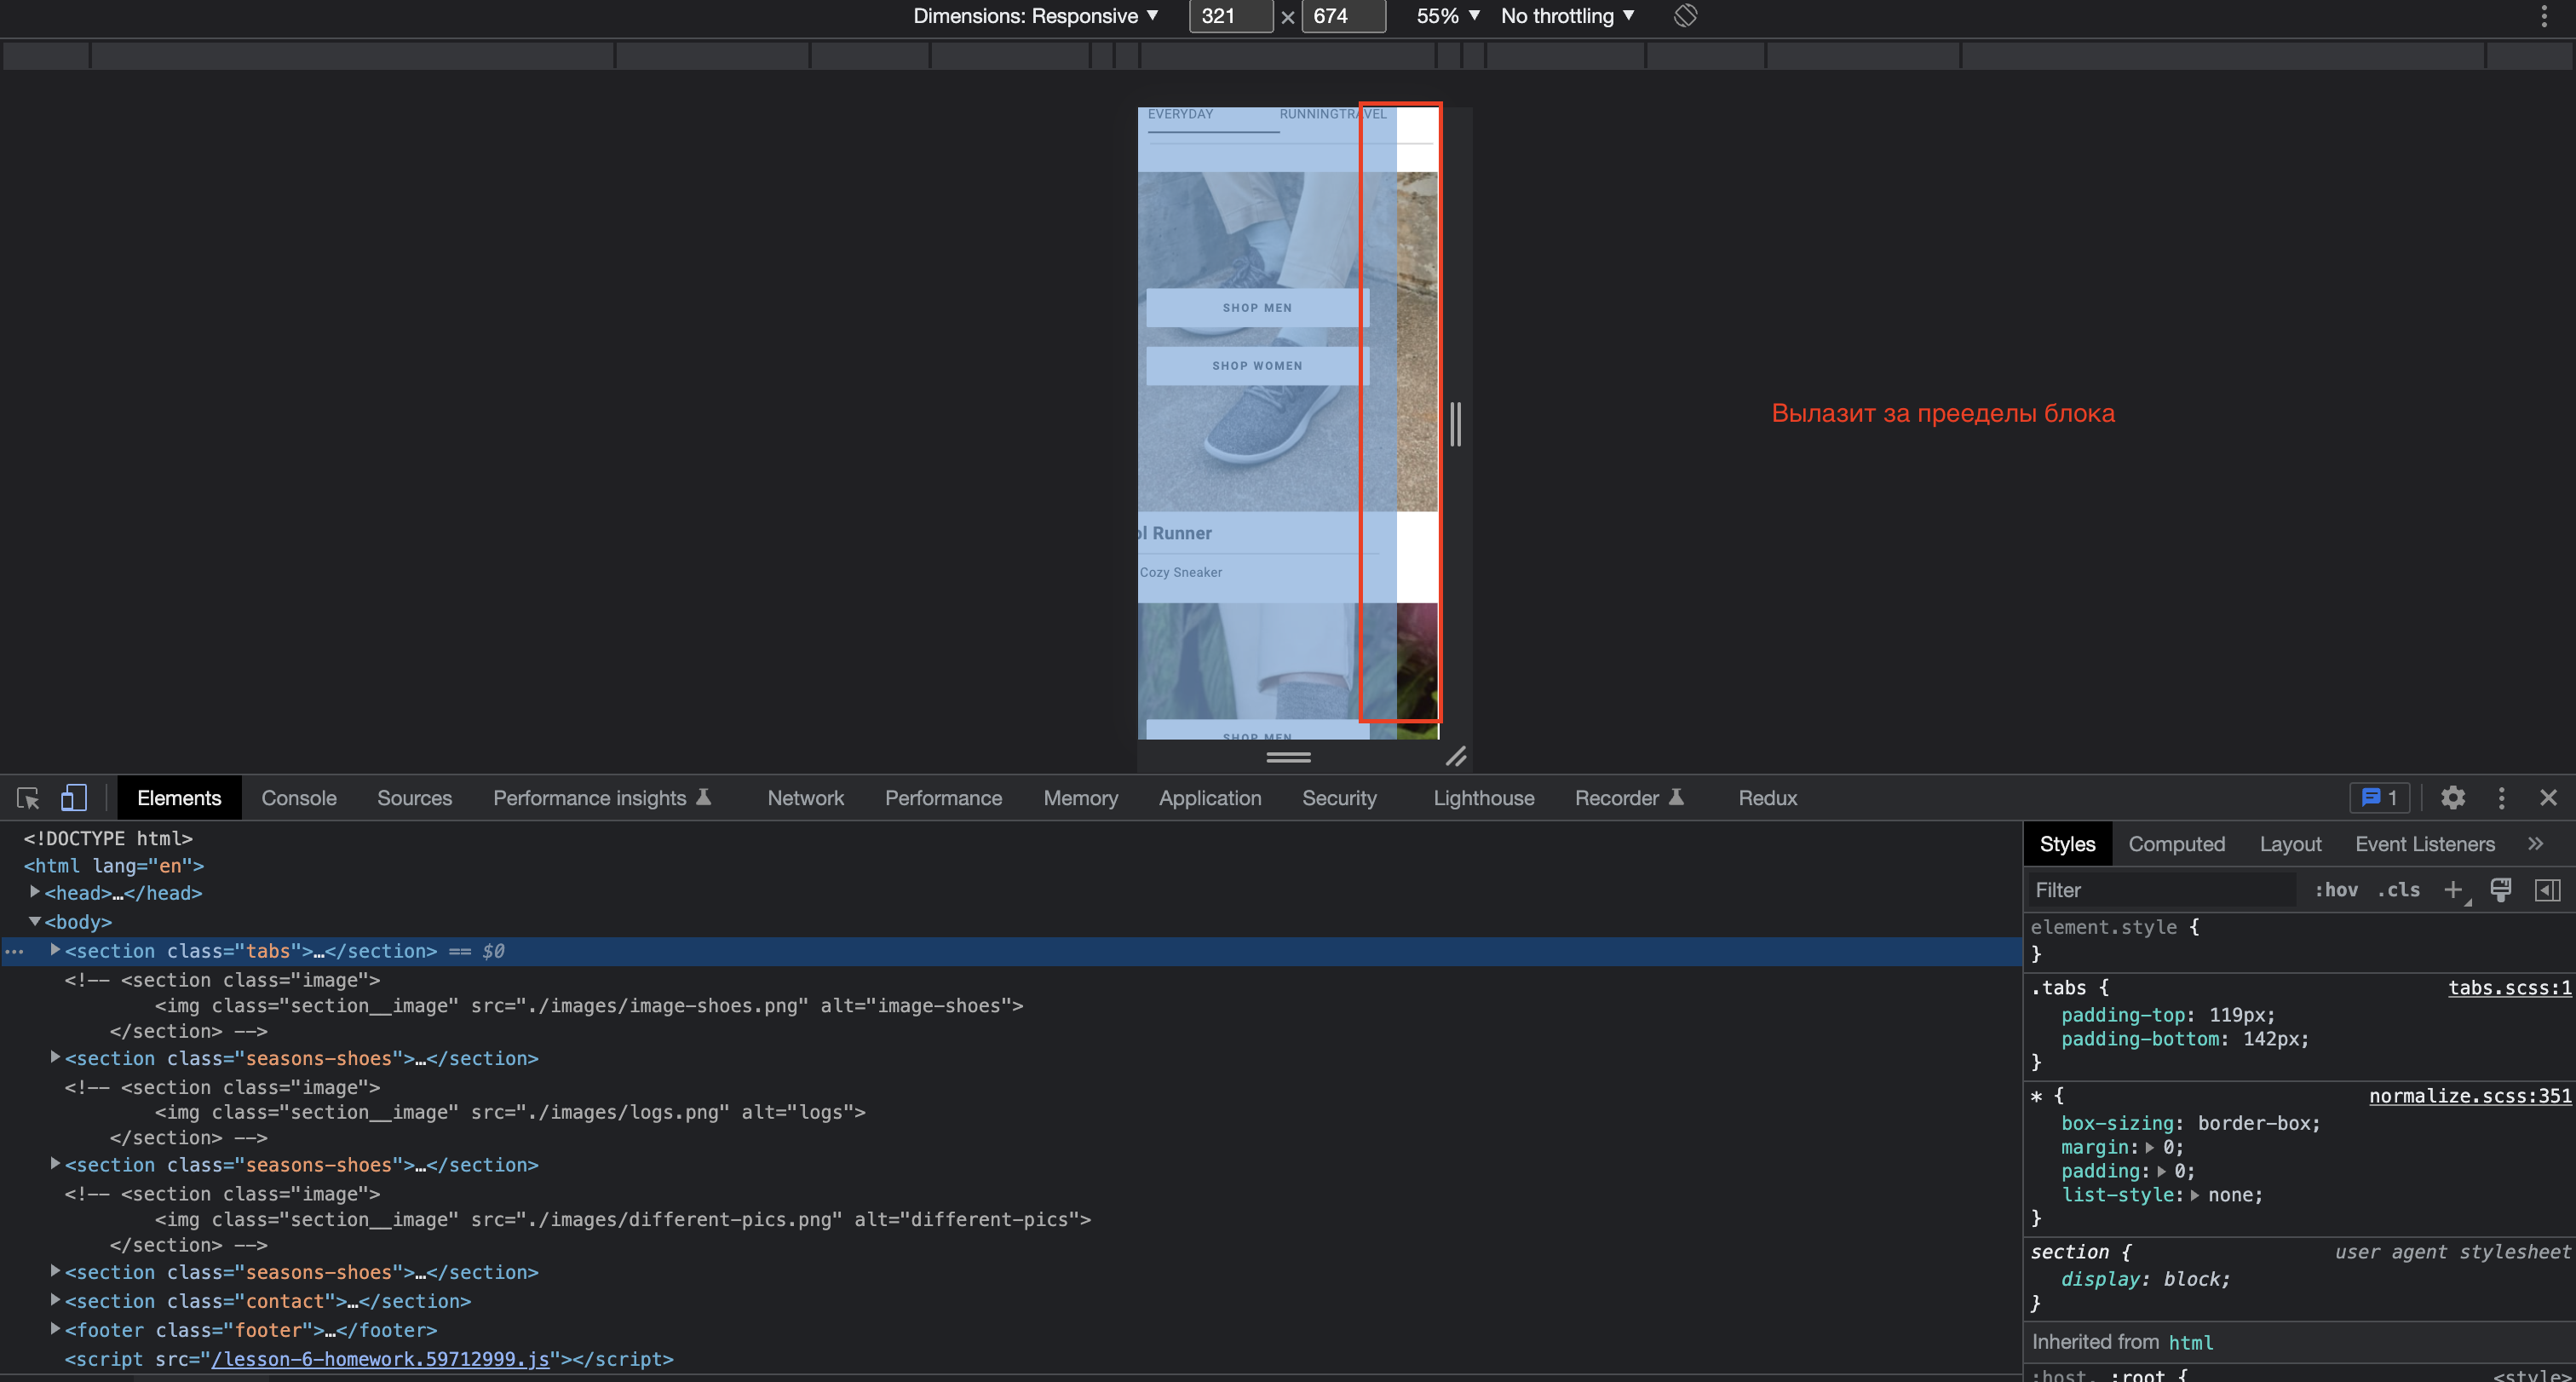 Dimensions: Responsive ▼ 321 × 674 55% ▼ No throttling ▼
EVERYDAY RUNNINGTRAVEL
SHOP MEN
SHOP WOMEN
ol Runner
Cozy Sneaker
SHOP MEN
Вылазит за прееделы блока
Elements Console Sources Performance insights Network Performance Memory Application Security Lighthouse Recorder Redux 1
<!DOCTYPE html>
<html lang="en">
<head>…</head>
<body>
<section class="tabs">…</section> == $0
<!-- <section class="image">
<img class="section__image" src="./images/image-shoes.png" alt="image-shoes">
</section> -->
<section class="seasons-shoes">…</section>
<!-- <section class="image">
<img class="section__image" src="./images/logs.png" alt="logs">
</section> -->
<section class="seasons-shoes">…</section>
<!-- <section class="image">
<img class="section__image" src="./images/different-pics.png" alt="different-pics">
</section> -->
<section class="seasons-shoes">…</section>
<section class="contact">…</section>
<footer class="footer">…</footer>
<script src="/lesson-6-homework.59712999.js"></script>
Styles Computed Layout Event Listeners »
Filter :hov .cls +
element.style {
}
.tabs { tabs.scss:1
padding-top: 119px;
padding-bottom: 142px;
}
* { normalize.scss:351
box-sizing: border-box;
margin: 0;
padding: 0;
list-style: none;
}
section { user agent stylesheet
display: block;
}
Inherited from html
:host, :root { <style>